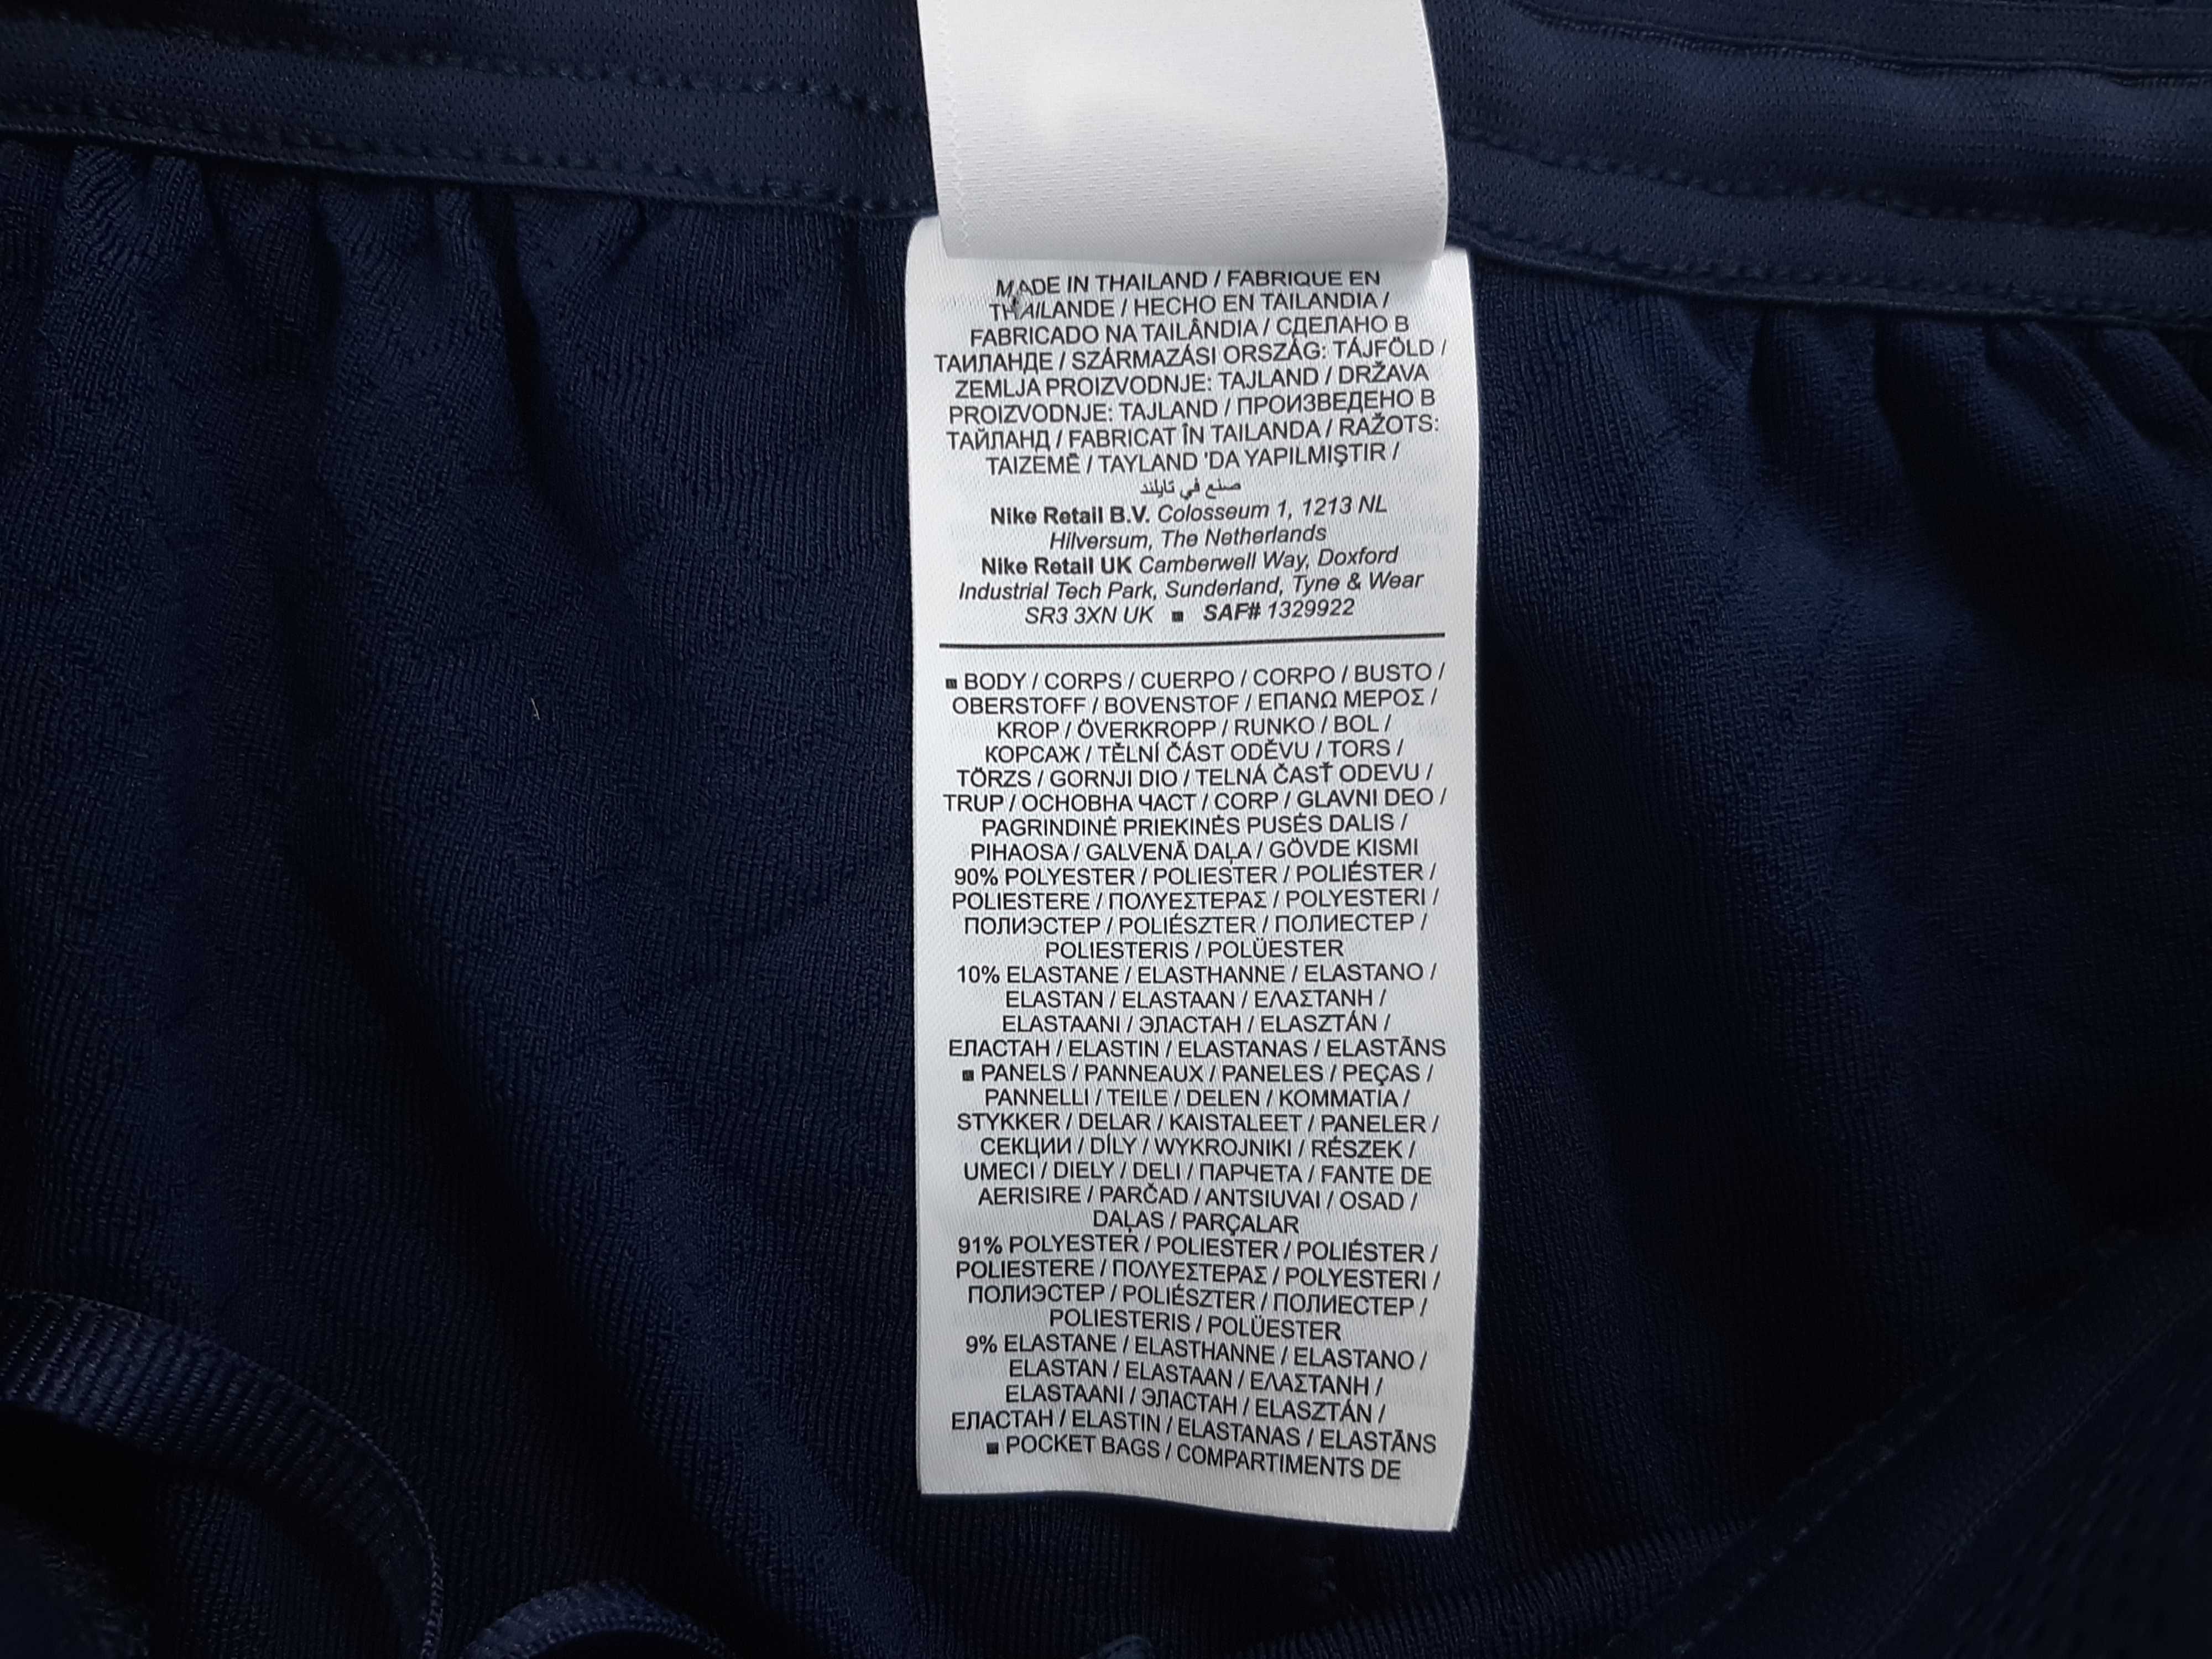 MADE IN THAILAND / FABRIQUE EN
THAILANDE / HECHO EN TAILANDIA /
FABRICADO NA TAILÂNDIA / СДЕЛАНО В
ТАИЛАНДЕ / SZÁRMAZÁSI ORSZÁG: TÁJFÖLD /
ZEMLJA PROIZVODNJE: TAJLAND / DRŽAVA
PROIZVODNJE: TAJLAND / ПРОИЗВЕДЕНО В
ТАЙЛАНД / FABRICAT ÎN TAILANDA / RAŽOTS:
TAIZEMĒ / TAYLAND 'DA YAPILMIŞTIR /
صنع في تايلند
Nike Retail B.V. Colosseum 1, 1213 NL
Hilversum, The Netherlands
Nike Retail UK Camberwell Way, Doxford
Industrial Tech Park, Sunderland, Tyne & Wear
SR3 3XN UK ■ SAF# 1329922
■ BODY / CORPS / CUERPO / CORPO / BUSTO /
OBERSTOFF / BOVENSTOF / ΕΠΑΝΩ ΜΕΡΟΣ /
KROP / ÖVERKROPP / RUNKO / BOL /
КОРСАЖ / TĚLNÍ ČÁST ODĚVU / TORS /
TÖRZS / GORNJI DIO / TELNÁ ČASŤ ODEVU /
TRUP / ОСНОВНА ЧАСТ / CORP / GLAVNI DEO /
PAGRINDINĖ PRIEKINĖS PUSĖS DALIS /
PIHAOSA / GALVENĀ DAĻA / GÖVDE KISMI
90% POLYESTER / POLIESTER / POLIÉSTER /
POLIESTERE / ΠΟΛΥΕΣΤΕΡΑΣ / POLYESTERI /
ПОЛИЭСТЕР / POLIÉSZTER / ПОЛИЕСТЕР /
POLIESTERIS / POLÜESTER
10% ELASTANE / ELASTHANNE / ELASTANO /
ELASTAN / ELASTAAN / ΕΛΑΣΤΑΝΗ /
ELASTAANI / ЭЛАСТАН / ELASZTÁN /
ЕЛАСТАН / ELASTIN / ELASTANAS / ELASTĀNS
■ PANELS / PANNEAUX / PANELES / PEÇAS /
PANNELLI / TEILE / DELEN / ΚΟΜΜΑΤΙΑ /
STYKKER / DELAR / KAISTALEET / PANELER /
СЕКЦИИ / DÍLY / WYKROJNIKI / RÉSZEK /
UMECI / DIELY / DELI / ПАРЧЕТА / FANTE DE
AERISIRE / PARČAD / ANTSIUVAI / OSAD /
DAĻAS / PARÇALAR
91% POLYESTER / POLIESTER / POLIÉSTER /
POLIESTERE / ΠΟΛΥΕΣΤΕΡΑΣ / POLYESTERI /
ПОЛИЭСТЕР / POLIÉSZTER / ПОЛИЕСТЕР /
POLIESTERIS / POLÜESTER
9% ELASTANE / ELASTHANNE / ELASTANO /
ELASTAN / ELASTAAN / ΕΛΑΣΤΑΝΗ /
ELASTAANI / ЭЛАСТАН / ELASZTÁN /
ЕЛАСТАН / ELASTIN / ELASTANAS / ELASTĀNS
■ POCKET BAGS / COMPARTIMENTS DE